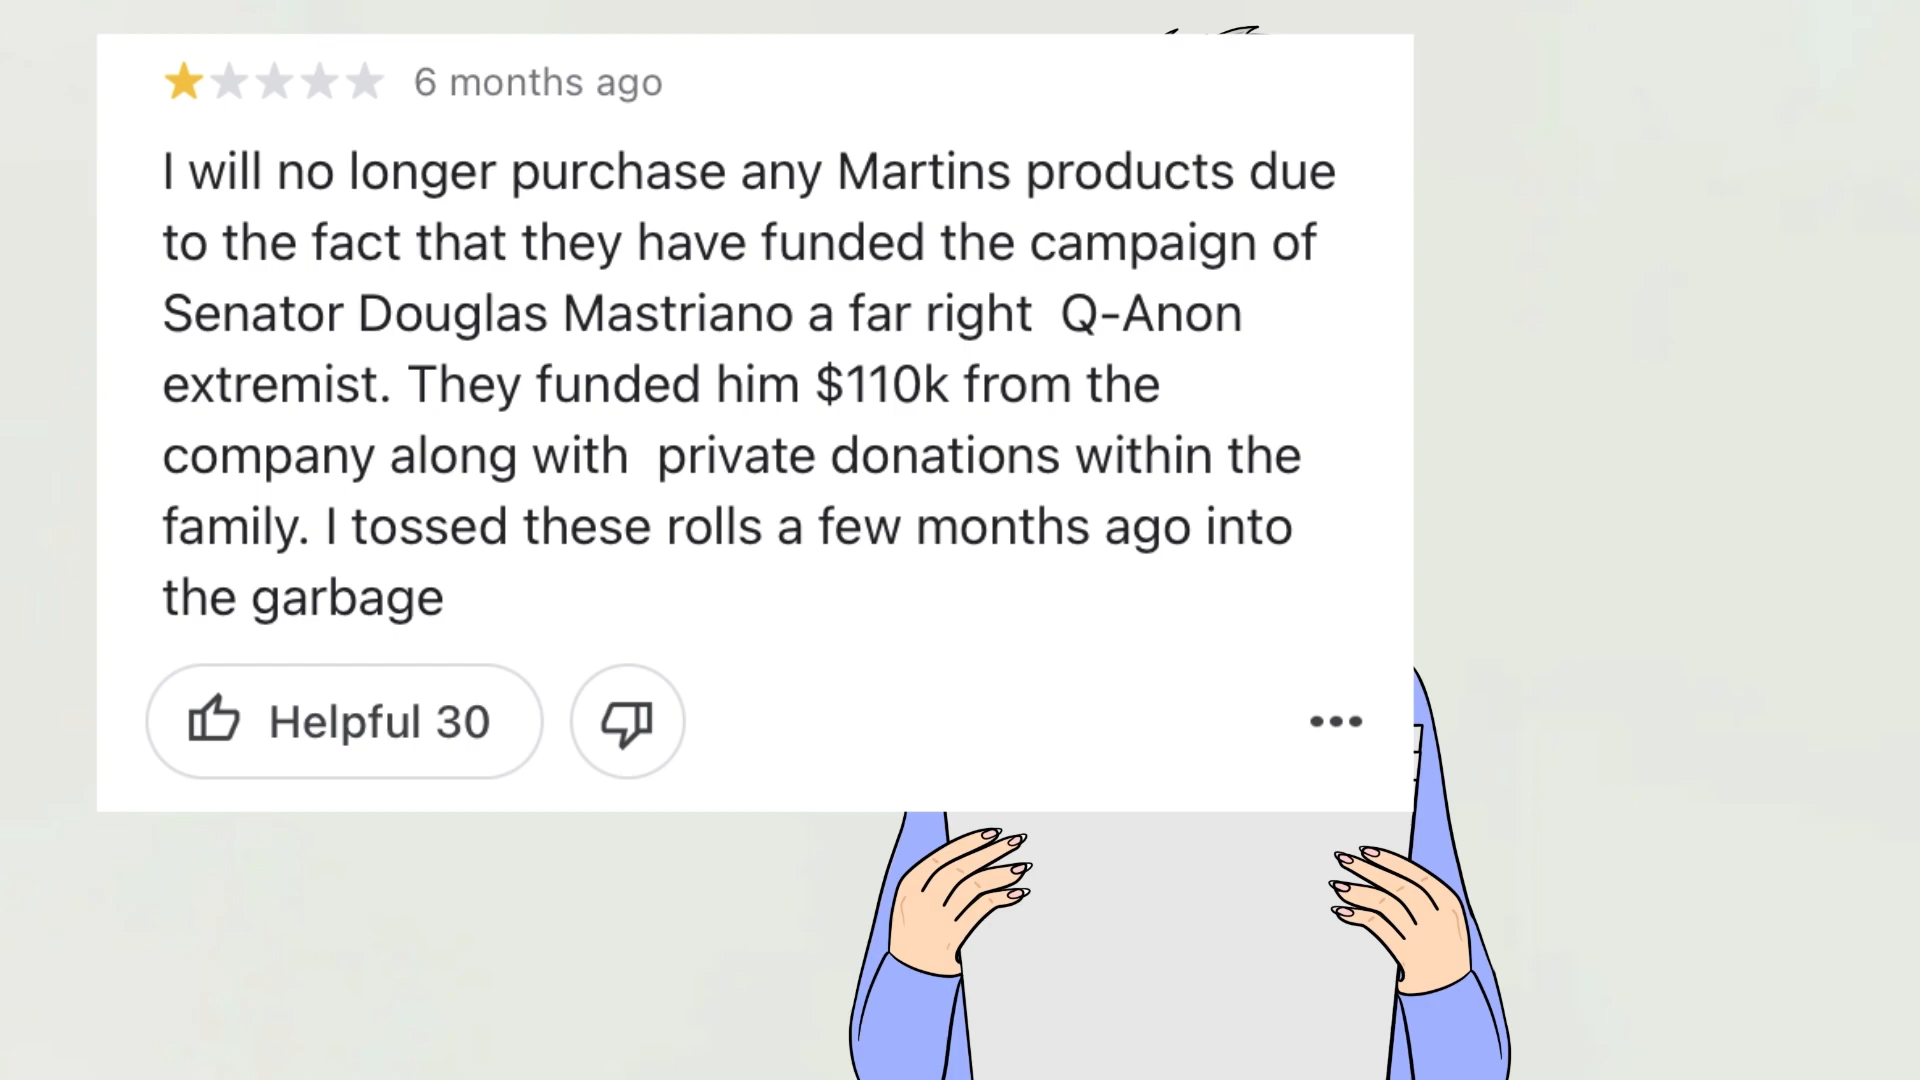 6 months ago
I will no longer purchase any Martins products due
to the fact that they have funded the campaign of
Senator Douglas Mastriano a far right  Q-Anon
extremist. They funded him $110k from the
company along with  private donations within the
family. I tossed these rolls a few months ago into
the garbage
Helpful 30